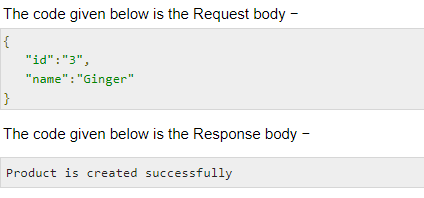 The code given below is the Request body −
{
"id":"3",
"name":"Ginger"
}
The code given below is the Response body −
Product is created successfully